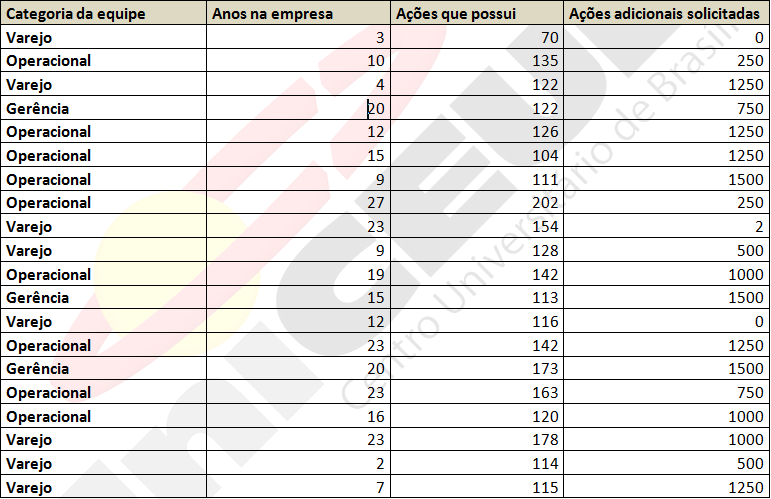 Categoria da equipe Anos na empresa Ações que possui Ações adicionais solicitadas
Varejo 3 70 0
Operacional 10 135 250
Varejo 4 122 1250
Gerência 20 122 750
Operacional 12 126 1250
Operacional 15 104 1250
Operacional 9 111 1500
Operacional 27 202 250
Varejo 23 154 2
Varejo 9 128 500
Operacional 19 142 1000
Gerência 15 113 1500
Varejo 12 116 0
Operacional 23 142 1250
Gerência 20 173 1500
Operacional 23 163 750
Operacional 16 120 1000
Varejo 23 178 1000
Varejo 2 114 500
Varejo 7 115 1250
Centro Universitário de Brasíli